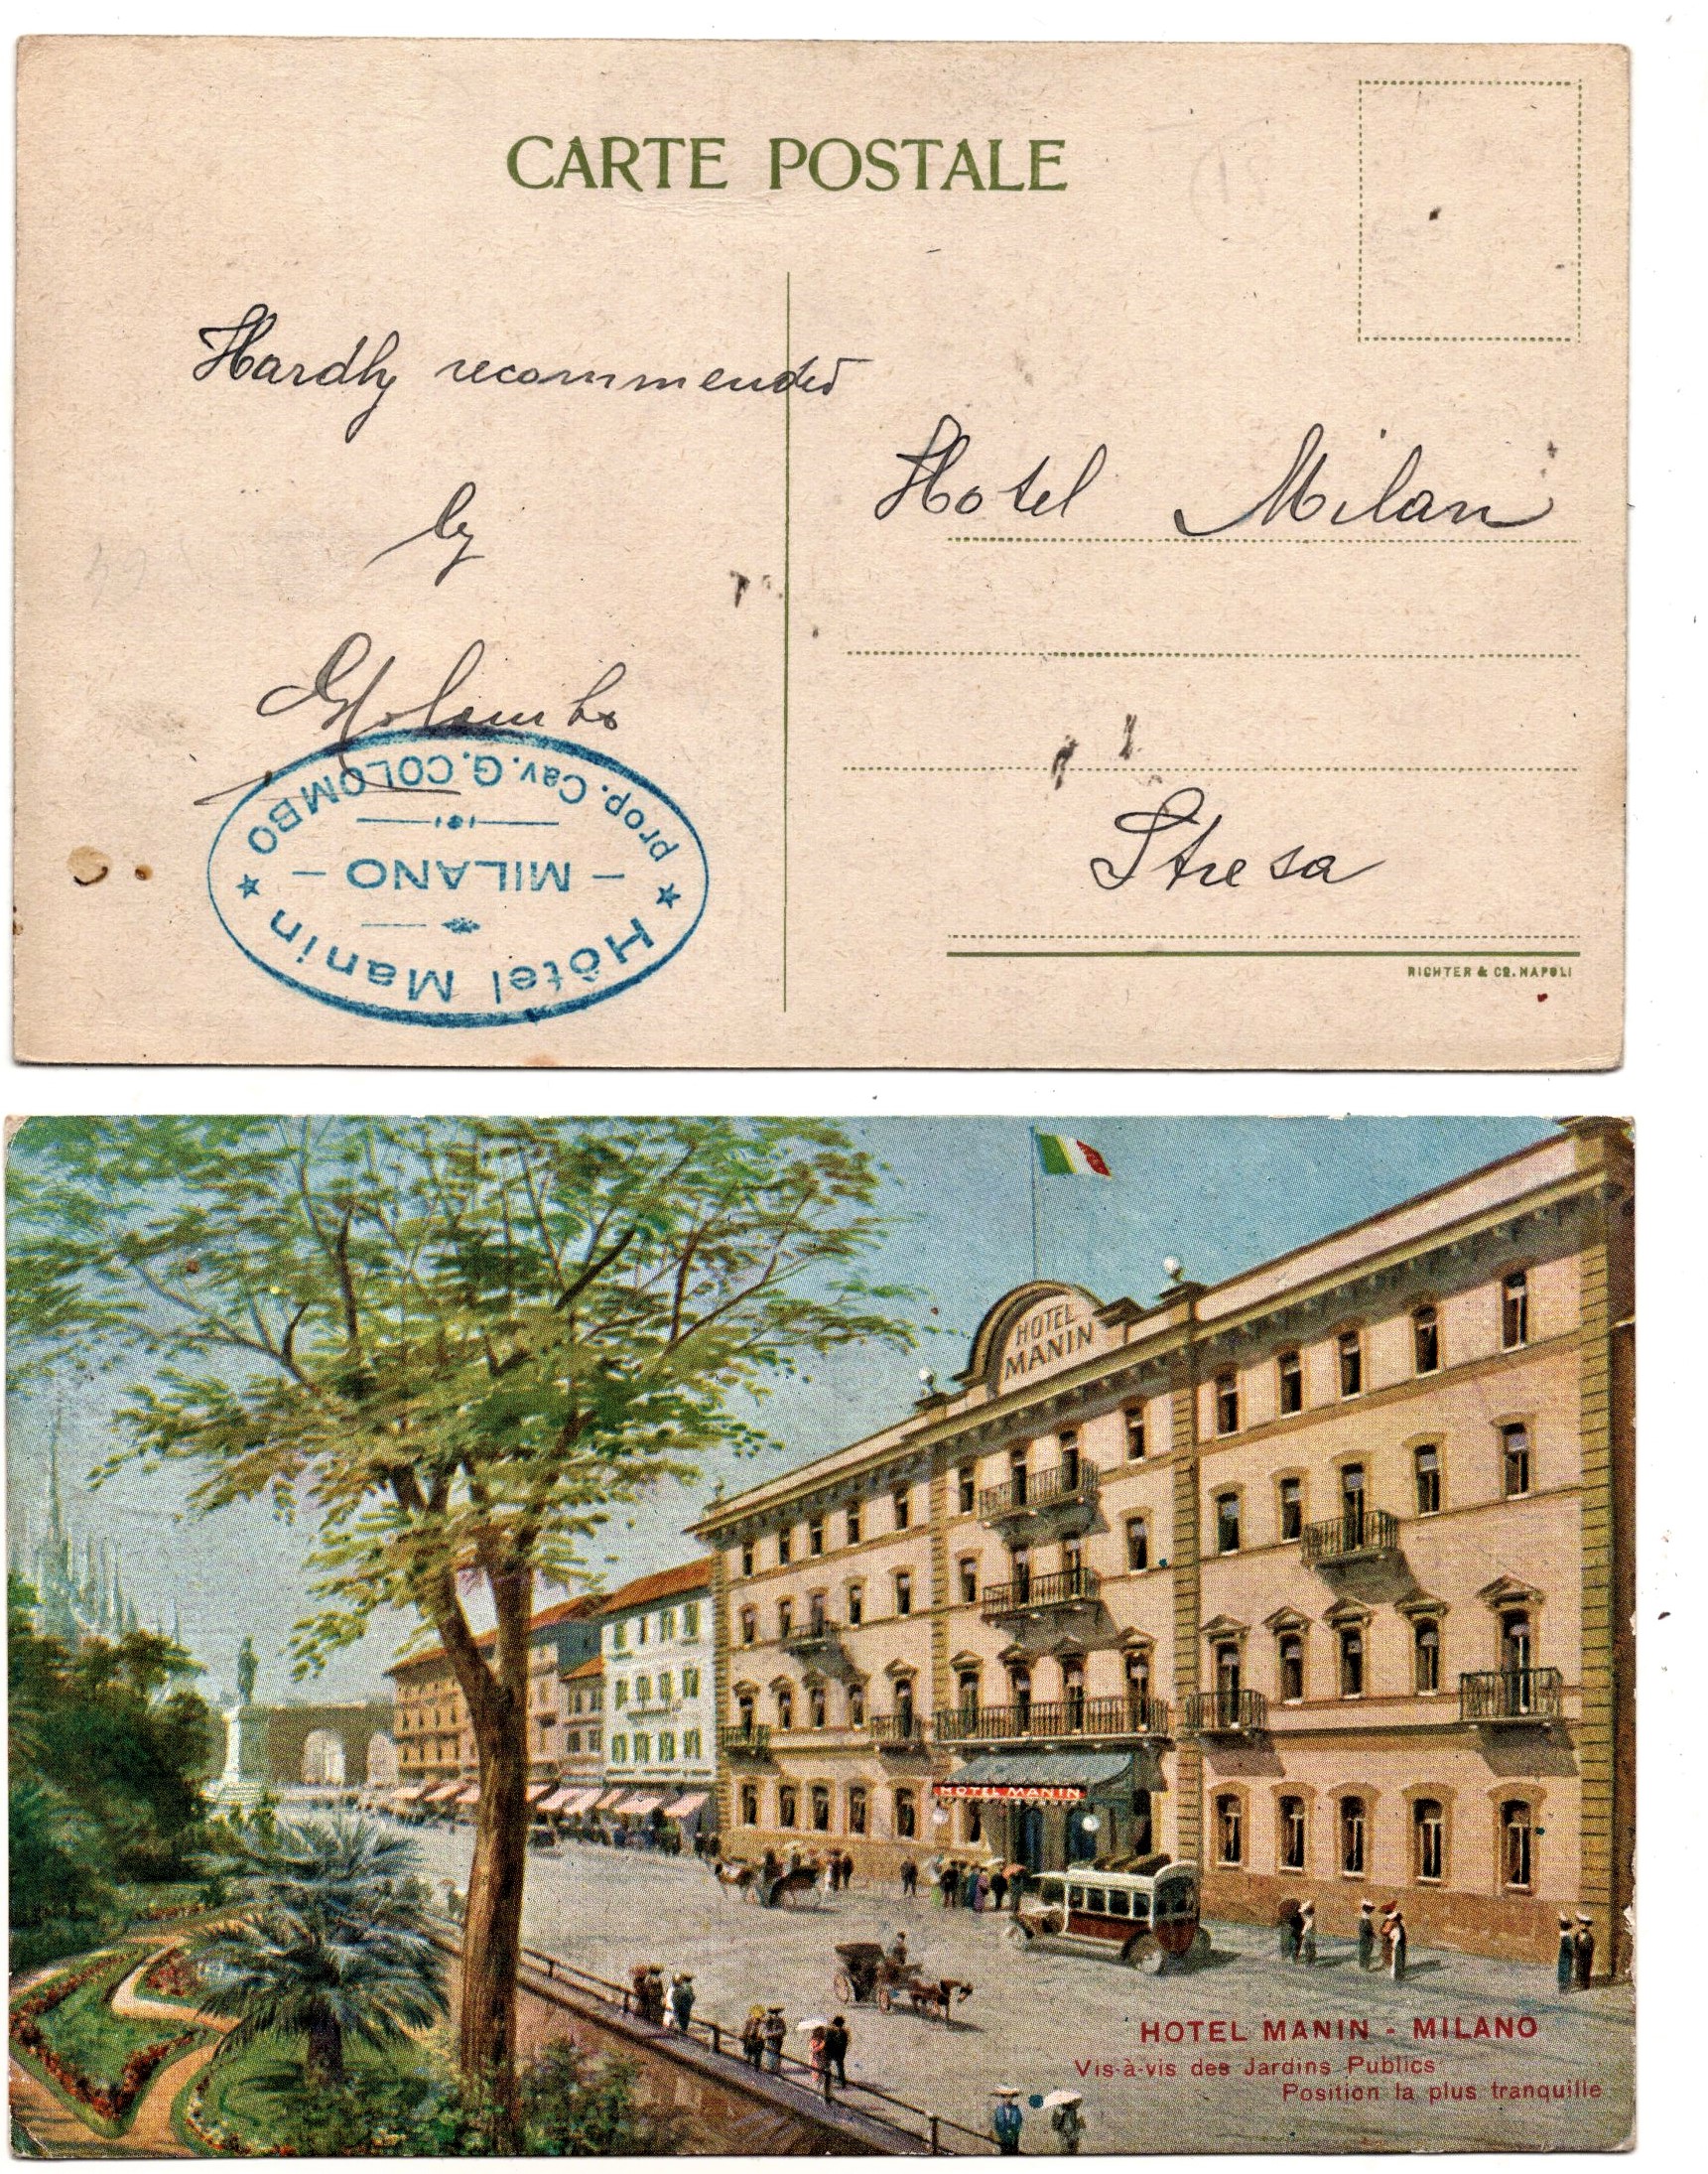 CARTE POSTALE
Hardly recommended
by
GColombo
Hotel Milan
Stresa
prop. Cav. G. COLOMBO
— MILANO —
★ Hôtel Manin ★
RICHTER & Cº. NAPOLI
HOTEL
MANIN
HOTEL MANIN
HOTEL MANIN - MILANO
Vis-à-vis des Jardins Publics
Position la plus tranquille